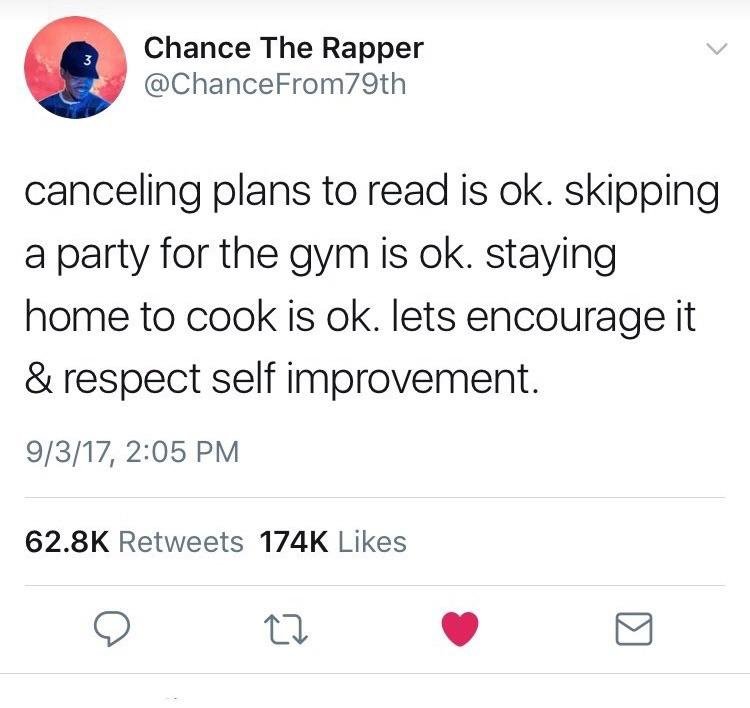 3
Chance The Rapper
@ChanceFrom79th
canceling plans to read is ok. skipping
a party for the gym is ok. staying
home to cook is ok. lets encourage it
& respect self improvement.
9/3/17, 2:05 PM
62.8K Retweets 174K Likes